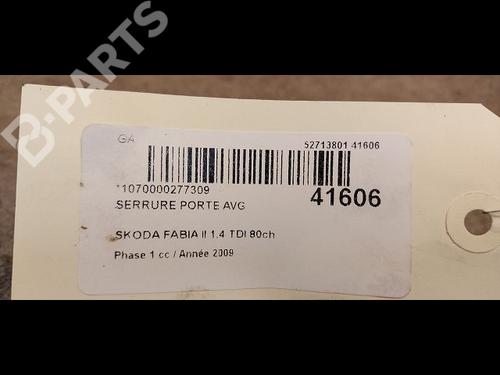 B-PARTS
GA
52713801 41606
*1070000277309
41606
SERRURE PORTE AVG
SKODA FABIA II 1.4 TDI 80ch
Phase 1 cc / Année 2009